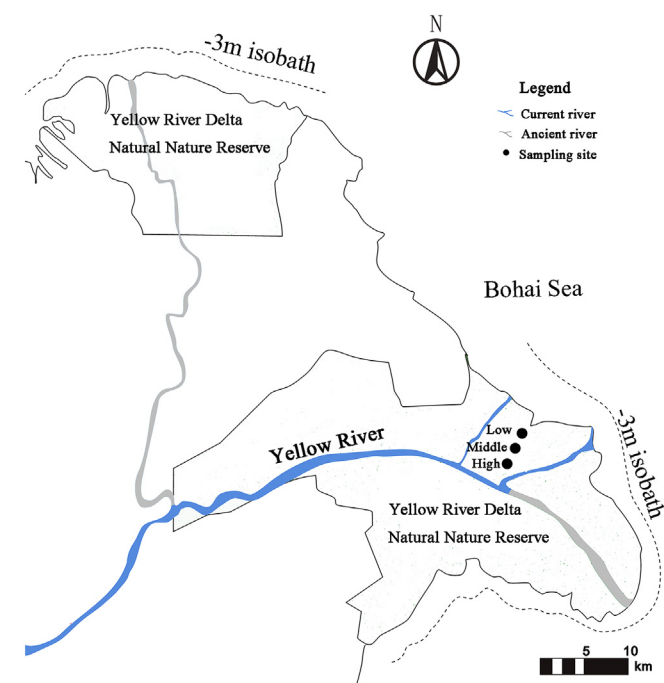 N
-3m isobath
Legend
Current river
Ancient river
Sampling site
Yellow River Delta
Natural Nature Reserve
Bohai Sea
-3m isobath
Low
Middle
High
Yellow River
Yellow River Delta
Natural Nature Reserve
5 10
km